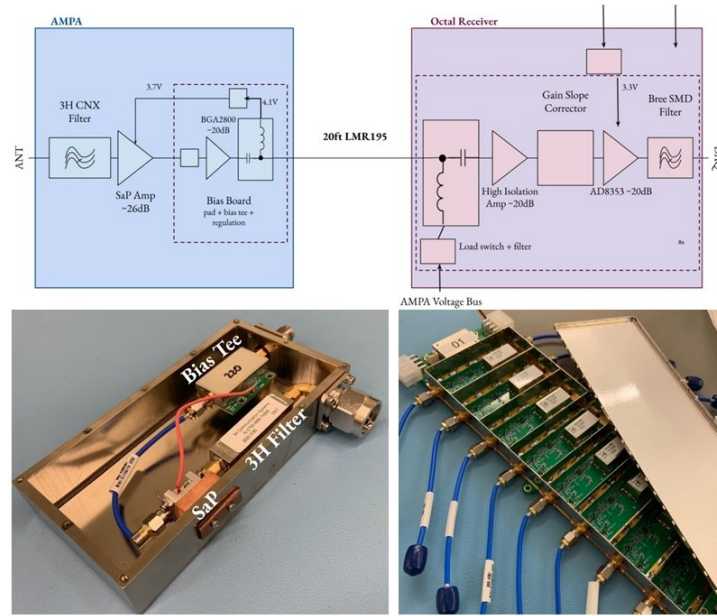 AMPA
Octal Receiver
3.7V
4.1V
3.3V
3H CNX
Filter
BGA2800
~20dB
Gain Slope
Corrector
Bree SMD
Filter
20ft LMR195
ANT
DAQ
SaP Amp
~26dB
Bias Board
pad + bias tee +
regulation
High Isolation
Amp ~20dB
AD8353 ~20dB
8x
Load switch + filter
AMPA Voltage Bus
Bias Tee
3H Filter
SaP
01